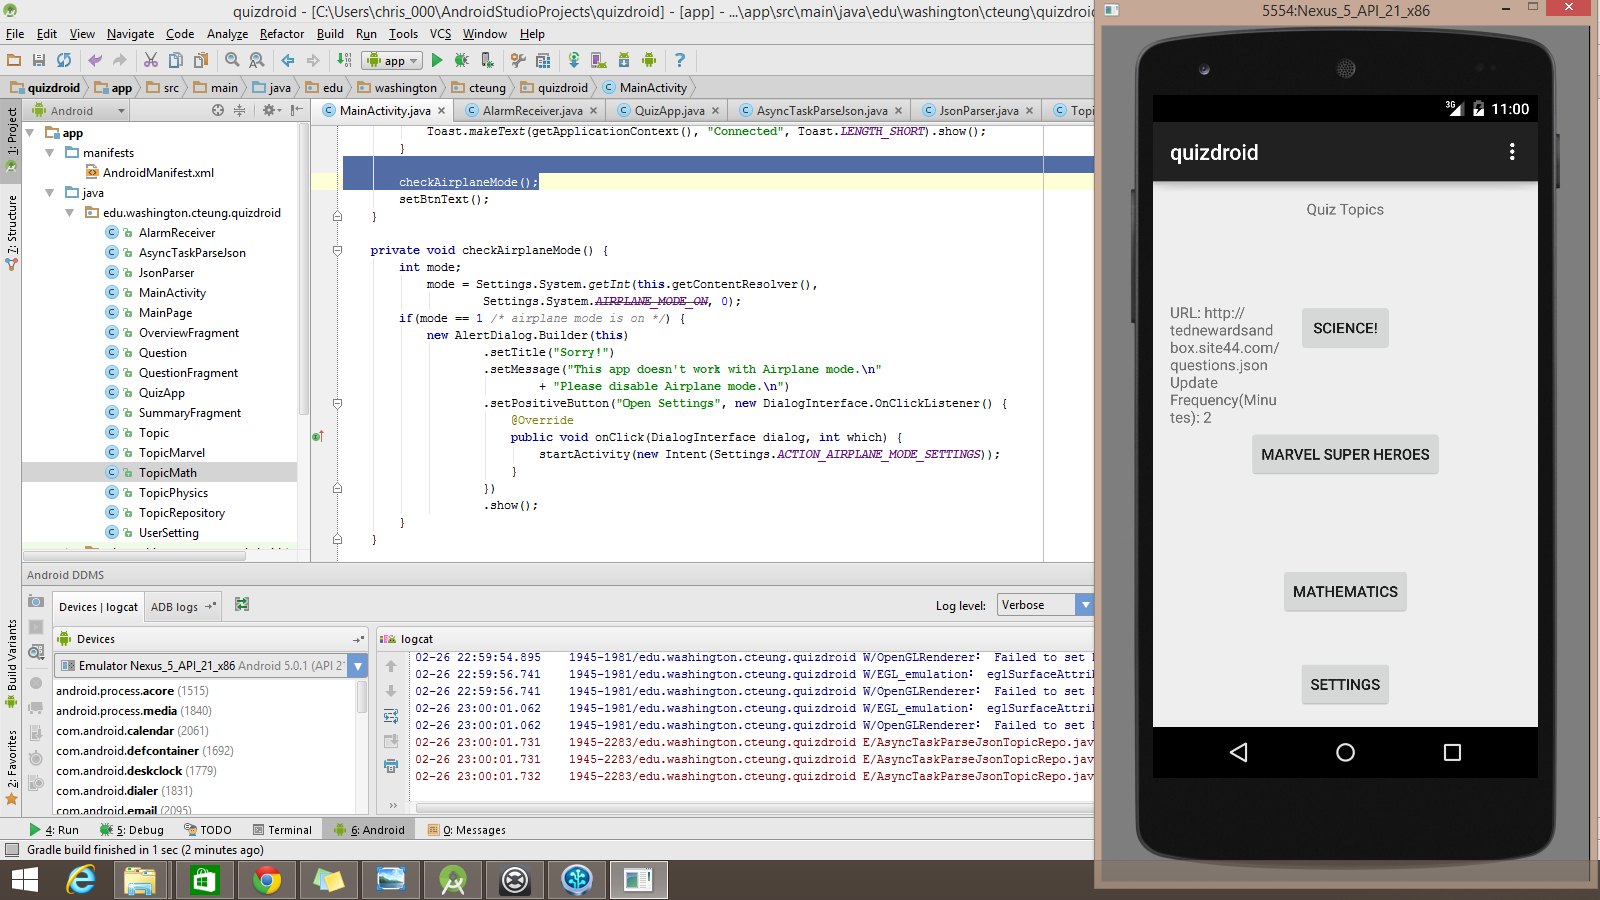 quizdroid - [C:\Users\chris_000\AndroidStudioProjects\quizdroid] - [app] - ...\app\src\main\java\edu\washington\cteung\quizdroid
File Edit View Navigate Code Analyze Refactor Build Run Tools VCS Window Help
app
quizdroid app src main java edu washington cteung quizdroid MainActivity
Android
MainActivity.java AlarmReceiver.java QuizApp.java AsyncTaskParseJson.java JsonParser.java Topi
1: Project
7: Structure
Build Variants
2: Favorites
app
manifests
AndroidManifest.xml
java
edu.washington.cteung.quizdroid
AlarmReceiver
AsyncTaskParseJson
JsonParser
MainActivity
MainPage
OverviewFragment
Question
QuestionFragment
QuizApp
SummaryFragment
Topic
TopicMarvel
TopicMath
TopicPhysics
TopicRepository
UserSetting
Toast.makeText(getApplicationContext(), "Connected", Toast.LENGTH_SHORT).show();
}
checkAirplaneMode();
setBtnText();
}
private void checkAirplaneMode() {
int mode;
mode = Settings.System.getInt(this.getContentResolver(),
Settings.System.AIRPLANE_MODE_ON, 0);
if(mode == 1 /* airplane mode is on */) {
new AlertDialog.Builder(this)
.setTitle("Sorry!")
.setMessage("This app doesn't work with Airplane mode.\n"
+ "Please disable Airplane mode.\n")
.setPositiveButton("Open Settings", new DialogInterface.OnClickListener() {
@Override
public void onClick(DialogInterface dialog, int which) {
startActivity(new Intent(Settings.ACTION_AIRPLANE_MODE_SETTINGS));
}
})
.show();
}
}
Android DDMS
Devices | logcat ADB logs
Log level: Verbose
Devices
logcat
Emulator Nexus_5_API_21_x86 Android 5.0.1 (API 21
android.process.acore (1515)
android.process.media (1840)
com.android.calendar (2061)
com.android.defcontainer (1692)
com.android.deskclock (1779)
com.android.dialer (1831)
com.android.email (2095)
02-26 22:59:54.895 1945-1981/edu.washington.cteung.quizdroid W/OpenGLRenderer: Failed to set
02-26 22:59:56.741 1945-1981/edu.washington.cteung.quizdroid W/EGL_emulation: eglSurfaceAttri
02-26 22:59:56.741 1945-1981/edu.washington.cteung.quizdroid W/OpenGLRenderer: Failed to set
02-26 23:00:01.062 1945-1981/edu.washington.cteung.quizdroid W/EGL_emulation: eglSurfaceAttri
02-26 23:00:01.062 1945-1981/edu.washington.cteung.quizdroid W/OpenGLRenderer: Failed to set
02-26 23:00:01.731 1945-2283/edu.washington.cteung.quizdroid E/AsyncTaskParseJsonTopicRepo.jav
02-26 23:00:01.731 1945-2283/edu.washington.cteung.quizdroid E/AsyncTaskParseJsonTopicRepo.jav
02-26 23:00:01.732 1945-2283/edu.washington.cteung.quizdroid E/AsyncTaskParseJsonTopicRepo.jav
4: Run 5: Debug TODO Terminal 6: Android 0: Messages
Gradle build finished in 1 sec (2 minutes ago)
5554:Nexus_5_API_21_x86
3G 11:00
quizdroid
Quiz Topics
URL: http://
tednewardsand
box.site44.com/
questions.json
Update
Frequency(Minu
tes): 2
SCIENCE!
MARVEL SUPER HEROES
MATHEMATICS
SETTINGS